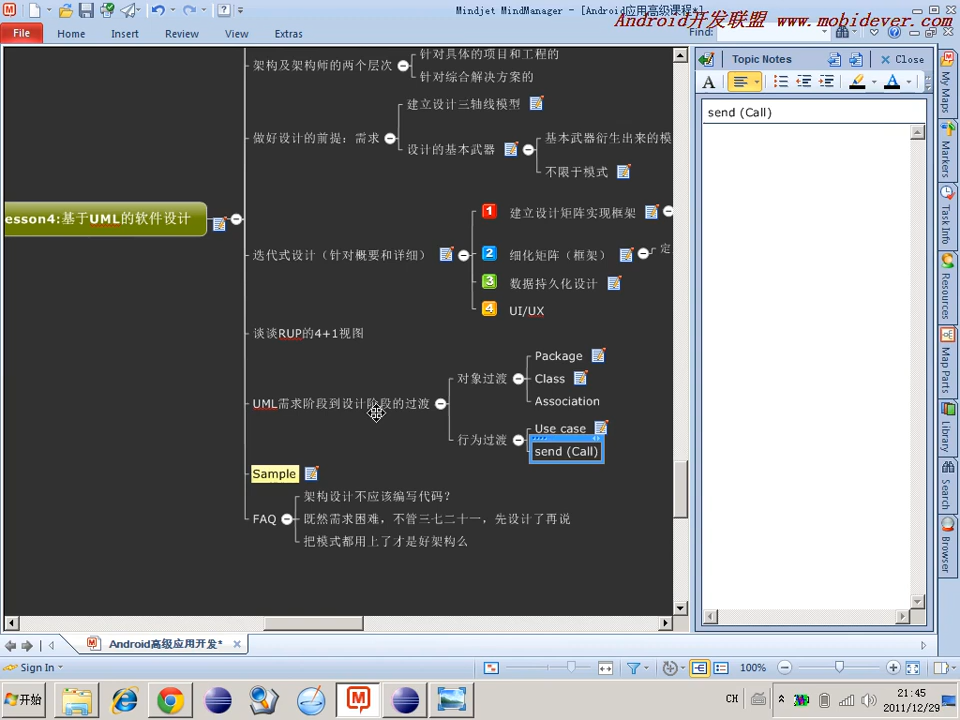 Mindjet MindManager - [Android应用高级课程*]
Android开发联盟 www.mobidever.com
File Home Insert Review View Extras Find:
架构及架构师的两个层次
针对具体的项目和工程的
针对综合解决方案的
做好设计的前提：需求
建立设计三轴线模型
设计的基本武器
基本武器衍生出来的模
不限于模式
esson4:基于UML的软件设计
迭代式设计（针对概要和详细）
1 建立设计矩阵实现框架
2 细化矩阵（框架） 定
3 数据持久化设计
4 UI/UX
谈谈RUP的4+1视图
UML需求阶段到设计阶段的过渡
对象过渡
Package
Class
Association
行为过渡
Use case
send (Call)
Sample
FAQ
架构设计不应该编写代码？
既然需求困难，不管三七二十一，先设计了再说
把模式都用上了才是好架构么
Topic Notes Close
send (Call)
My Maps
Markers
Task Info
Resources
Map Parts
Library
Search
Browser
Android高级应用开发*
Sign In 100%
开始 CH 21:45
2011/12/29